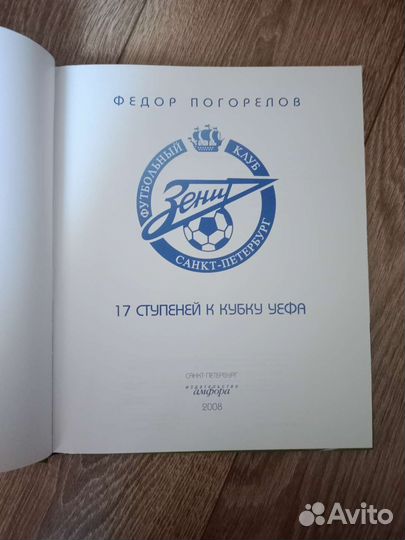 ФЕДОР ПОГОРЕЛОВ
ФУТБОЛЬНЫЙ КЛУБ
Зенит
САНКТ-ПЕТЕРБУРГ
17 СТУПЕНЕЙ К КУБКУ УЕФА
САНКТ-ПЕТЕРБУРГ
издательство
амфора
2008
Avito